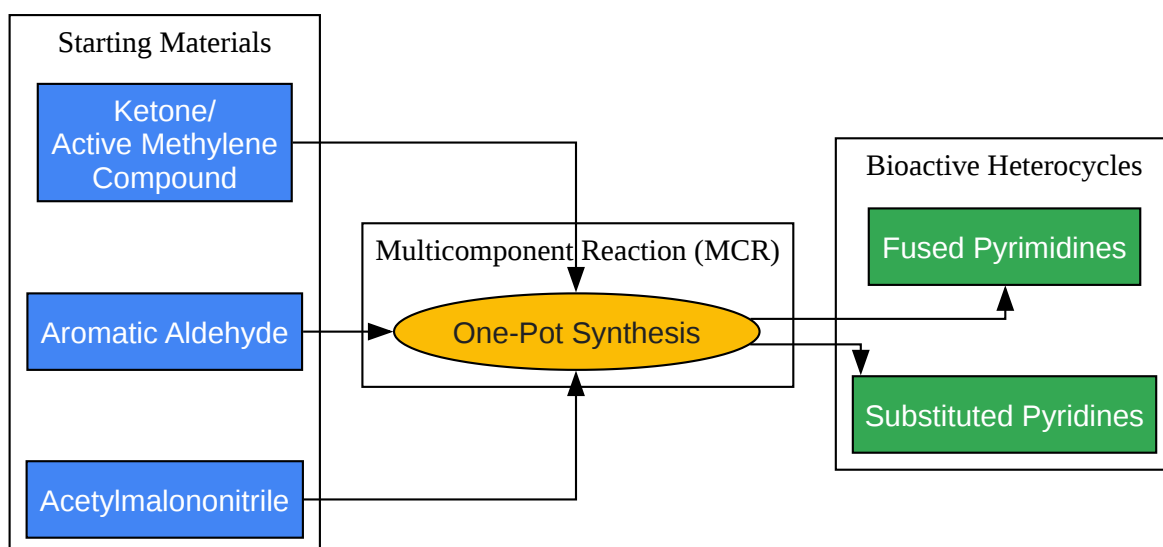 Starting Materials
Ketone/
Active Methylene
Compound
Aromatic Aldehyde
Acetylmalononitrile
Multicomponent Reaction (MCR)
One-Pot Synthesis
Bioactive Heterocycles
Fused Pyrimidines
Substituted Pyridines